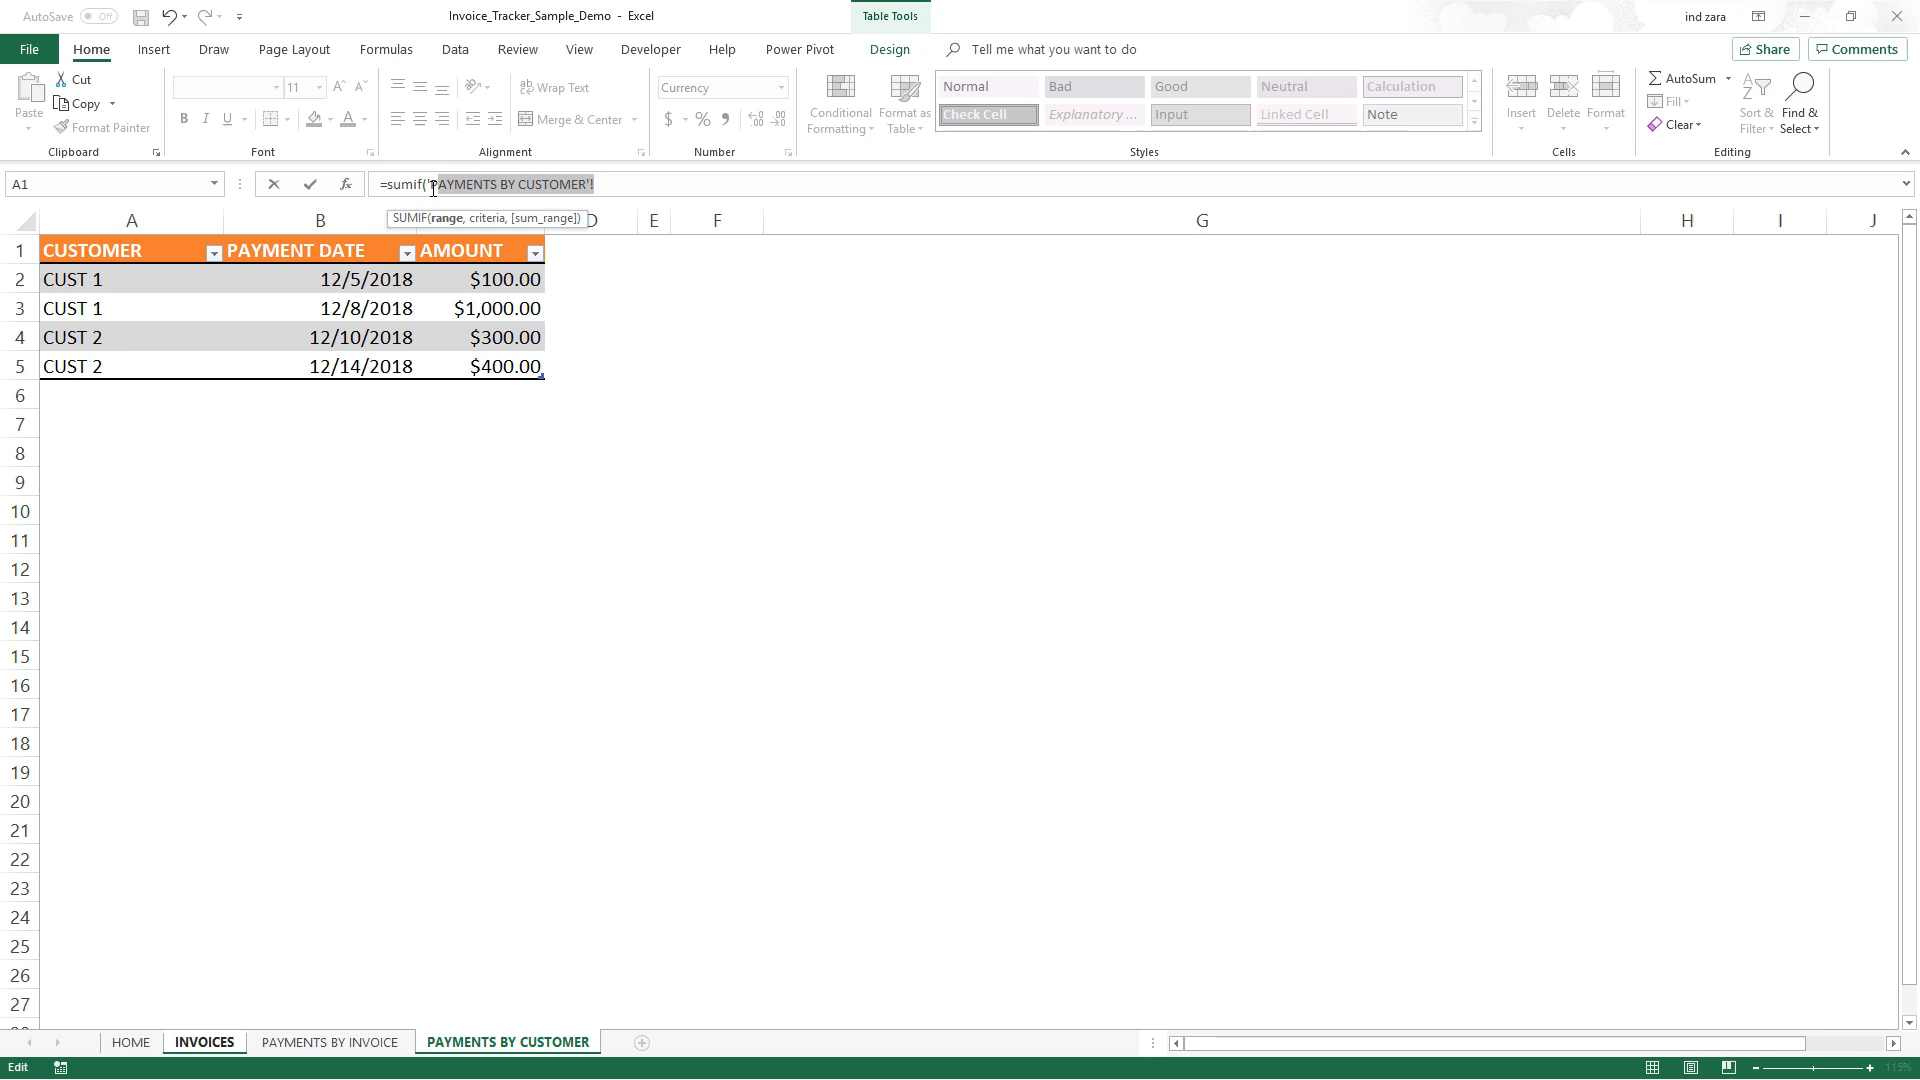 AutoSave Off
Invoice_Tracker_Sample_Demo - Excel
Table Tools
ind zara
File Home Insert Draw Page Layout Formulas Data Review View Developer Help Power Pivot Design Tell me what you want to do Share Comments
Paste
Cut
Copy
Format Painter
Clipboard
11
B I U
Font
Wrap Text
Merge & Center
Alignment
Currency
$ % ,
Number
Conditional Formatting
Format as Table
Normal Bad Good Neutral Calculation
Check Cell Explanatory ... Input Linked Cell Note
Styles
Insert Delete Format
Cells
AutoSum
Fill
Clear
Sort & Filter
Find & Select
Editing
A1
fx
=sumif('PAYMENTS BY CUSTOMER'!
SUMIF(range, criteria, [sum_range])
A B D E F G H I J
1 CUSTOMER PAYMENT DATE AMOUNT
2 CUST 1 12/5/2018 $100.00
3 CUST 1 12/8/2018 $1,000.00
4 CUST 2 12/10/2018 $300.00
5 CUST 2 12/14/2018 $400.00
6
7
8
9
10
11
12
13
14
15
16
17
18
19
20
21
22
23
24
25
26
27
HOME INVOICES PAYMENTS BY INVOICE PAYMENTS BY CUSTOMER
Edit
115%